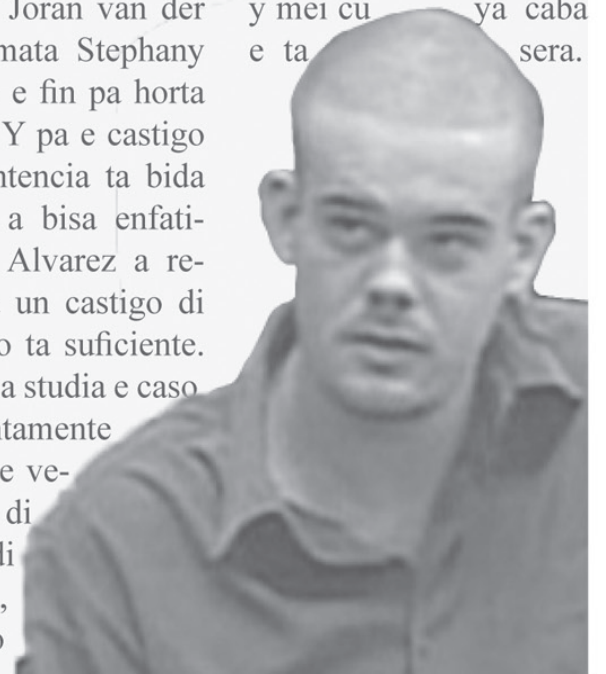 Joran van der
mata Stephany
e fin pa horta
Y pa e castigo
ntencia ta bida
a bisa enfati-
Alvarez a re-
un castigo di
o ta suficiente.
a studia e caso
ntamente
e ve-
di
di
,
o
y mei cu ya caba
e ta sera.